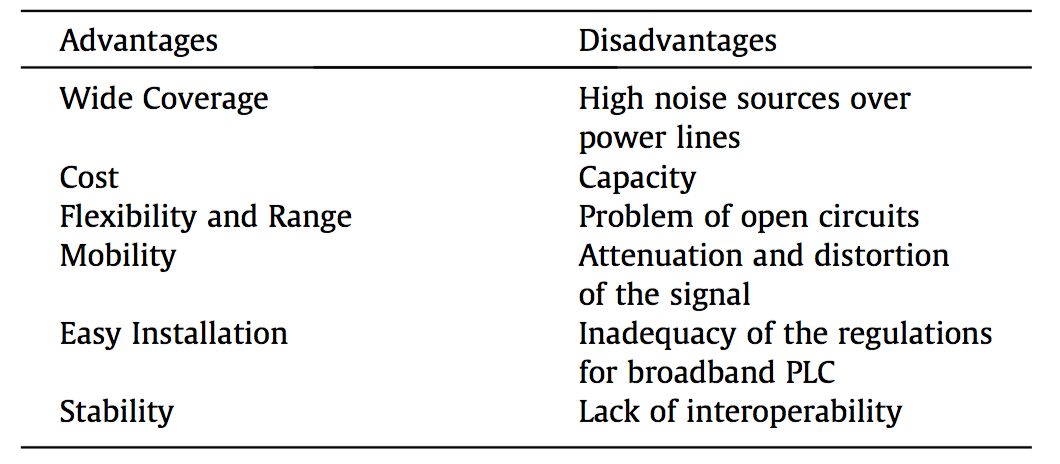 Advantages Disadvantages
Wide Coverage High noise sources over
power lines
Cost Capacity
Flexibility and Range Problem of open circuits
Mobility Attenuation and distortion
of the signal
Easy Installation Inadequacy of the regulations
for broadband PLC
Stability Lack of interoperability